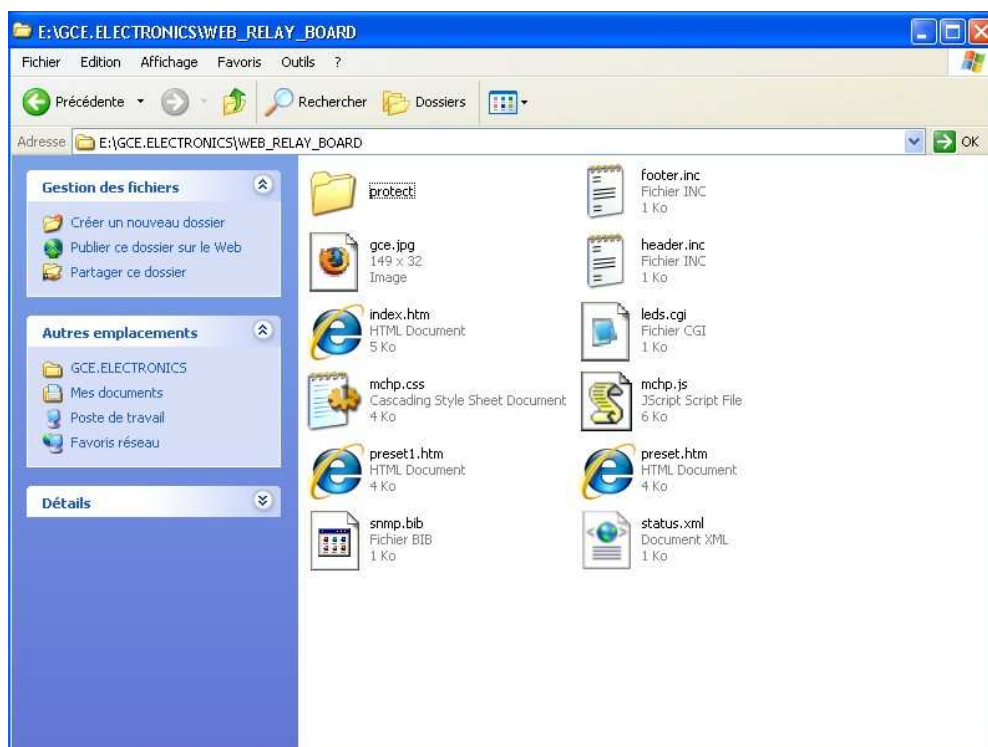 E:\GCE.ELECTRONICS\WEB_RELAY_BOARD
Fichier Edition Affichage Favoris Outils ?
Précédente Rechercher Dossiers
Adresse E:\GCE.ELECTRONICS\WEB_RELAY_BOARD OK
Gestion des fichiers
Créer un nouveau dossier
Publier ce dossier sur le Web
Partager ce dossier
Autres emplacements
GCE.ELECTRONICS
Mes documents
Poste de travail
Favoris réseau
Détails
protect
footer.inc
Fichier INC
1 Ko
gce.jpg
149 x 32
Image
header.inc
Fichier INC
1 Ko
index.htm
HTML Document
5 Ko
leds.cgi
Fichier CGI
1 Ko
mchp.css
Cascading Style Sheet Document
4 Ko
mchp.js
JScript Script File
6 Ko
preset1.htm
HTML Document
4 Ko
preset.htm
HTML Document
4 Ko
snmp.bib
Fichier BIB
1 Ko
status.xml
Document XML
1 Ko